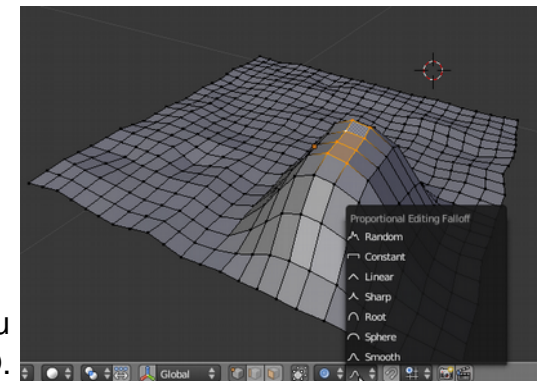 Proportional Editing Falloff
Random
Constant
Linear
Sharp
Root
Sphere
u
Smooth
).
Global